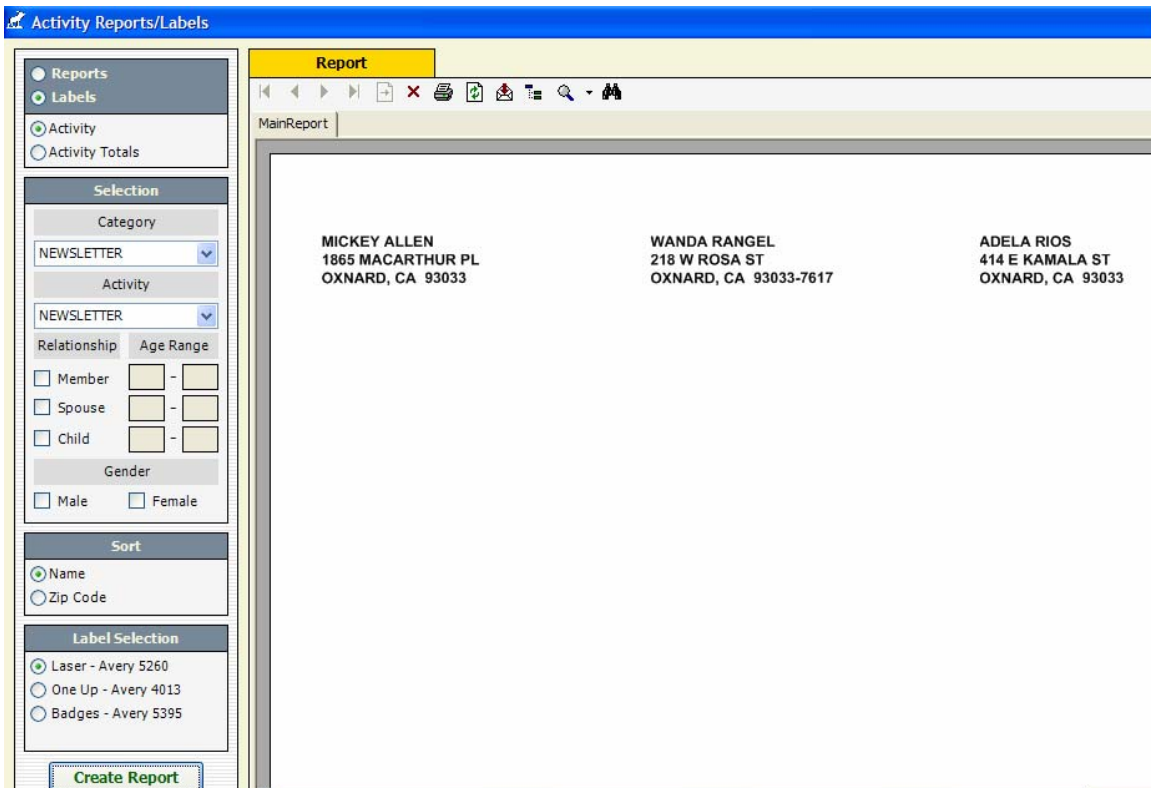 Activity Reports/Labels
Reports
Labels
Activity
Activity Totals
Selection
Category
NEWSLETTER
Activity
NEWSLETTER
Relationship Age Range
Member -
Spouse -
Child -
Gender
Male Female
Sort
Name
Zip Code
Label Selection
Laser - Avery 5260
One Up - Avery 4013
Badges - Avery 5395
Create Report
Report
MainReport
MICKEY ALLEN
1865 MACARTHUR PL
OXNARD, CA 93033
WANDA RANGEL
218 W ROSA ST
OXNARD, CA 93033-7617
ADELA RIOS
414 E KAMALA ST
OXNARD, CA 93033